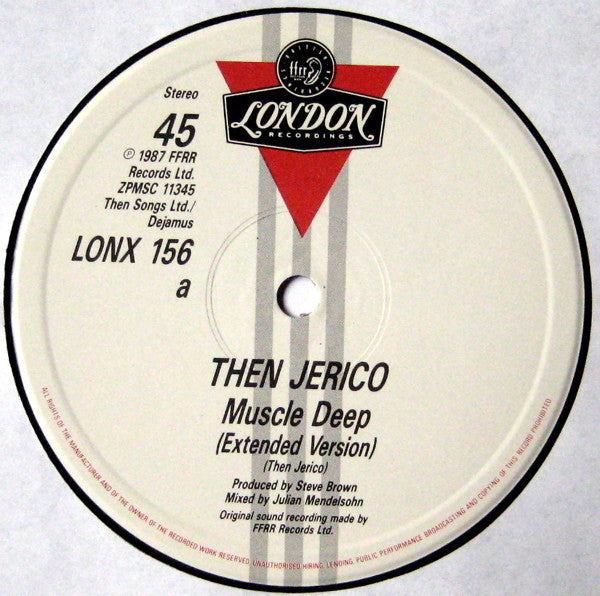 Stereo
45
℗ 1987 FFRR
Records Ltd.
ZPMSC 11345
Then Songs Ltd./
Dejamus
LONX 156
a
ffrr
LONDON
RECORDINGS
THEN JERICO
Muscle Deep
(Extended Version)
(Then Jerico)
Produced by Steve Brown
Mixed by Julian Mendelsohn
Original sound recording made by
FFRR Records Ltd.
ALL RIGHTS OF THE MANUFACTURER AND OF THE OWNER OF THE RECORDED WORK RESERVED. UNAUTHORISED HIRING, LENDING, PUBLIC PERFORMANCE, BROADCASTING AND COPYING OF THIS RECORD PROHIBITED